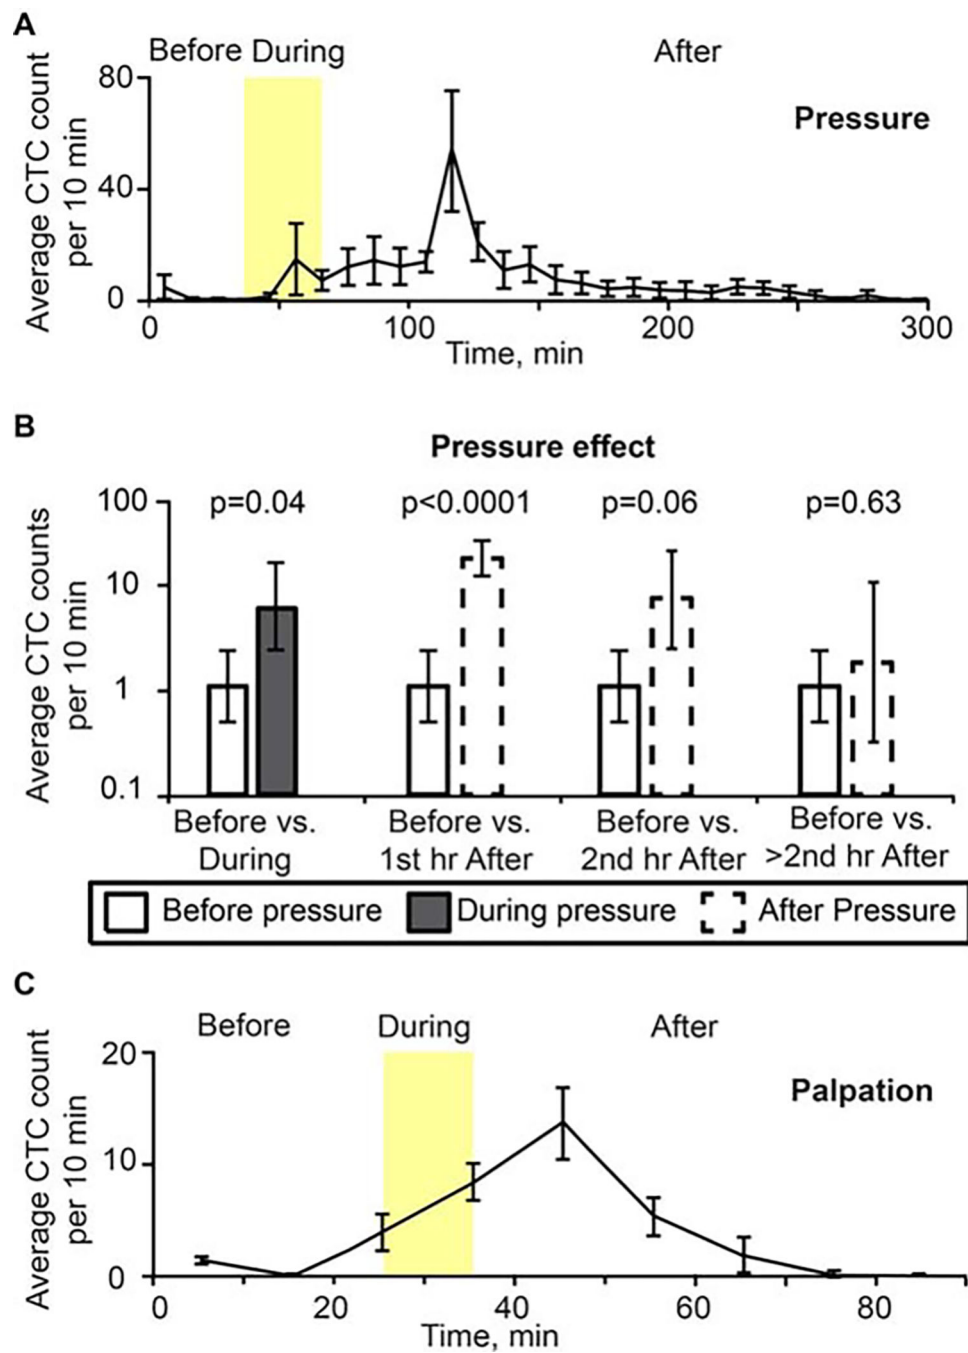 A
Before During After
Pressure
Average CTC count
per 10 min
80
40
0
0 100 200 300
Time, min
B
Pressure effect
Average CTC counts
per 10 min
100
10
1
0.1
p=0.04 p<0.0001 p=0.06 p=0.63
Before vs. Before vs. Before vs. Before vs.
During 1st hr After 2nd hr After >2nd hr After
Before pressure During pressure After Pressure
C
Before During After
Palpation
Average CTC count
per 10 min
20
10
0
0 20 40 60 80
Time, min